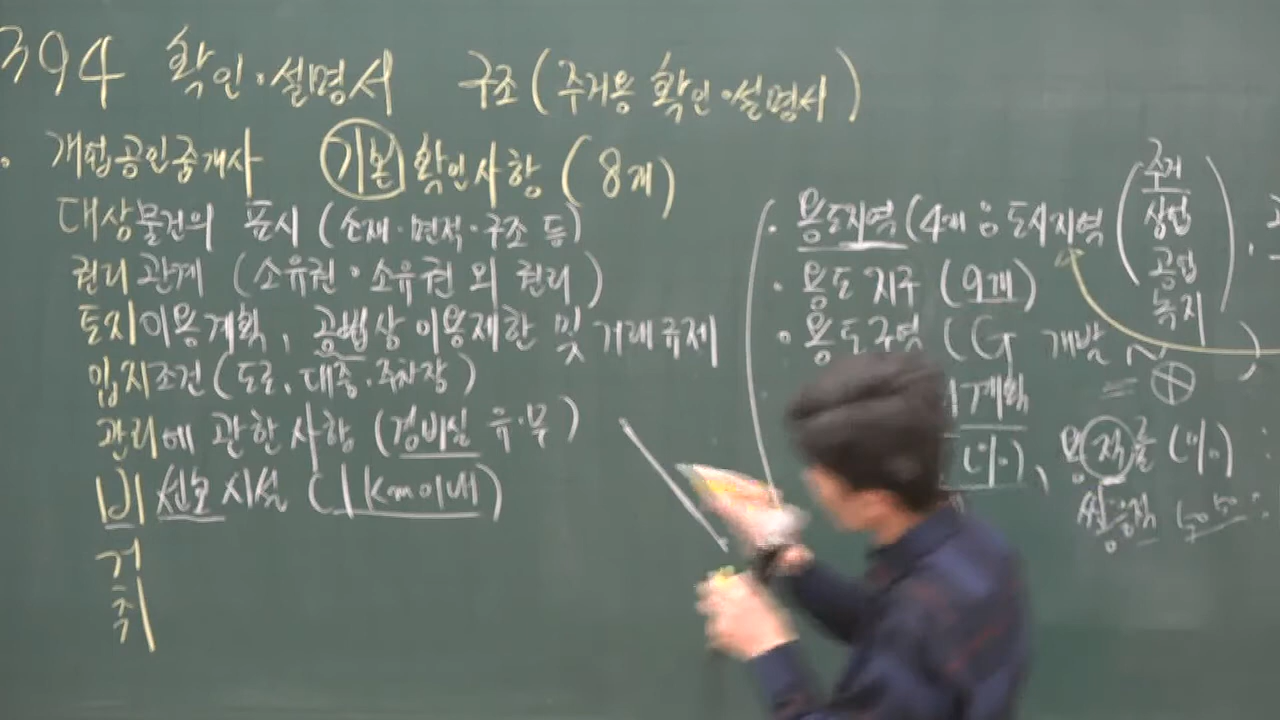 394 확인·설명서 구조 (주거용 확인·설명서)
· 개업공인중개사 기본 확인사항 (8개)
대상물건의 표시 (소재·면적·구조 등)
권리관계 (소유권·소유권 외 권리)
토지이용계획, 공법상 이용제한 및 거래규제
입지조건 (도로, 대중·주차장)
관리에 관한 사항 (경비실 유·무)
비선호시설 (1km이내)
거
취
· 용도지역 (4개 도시지역 (주거
상업
공업
녹지)
· 용도지구 (9개)
· 용도구역 (G 개발
계획
(%),
(%)